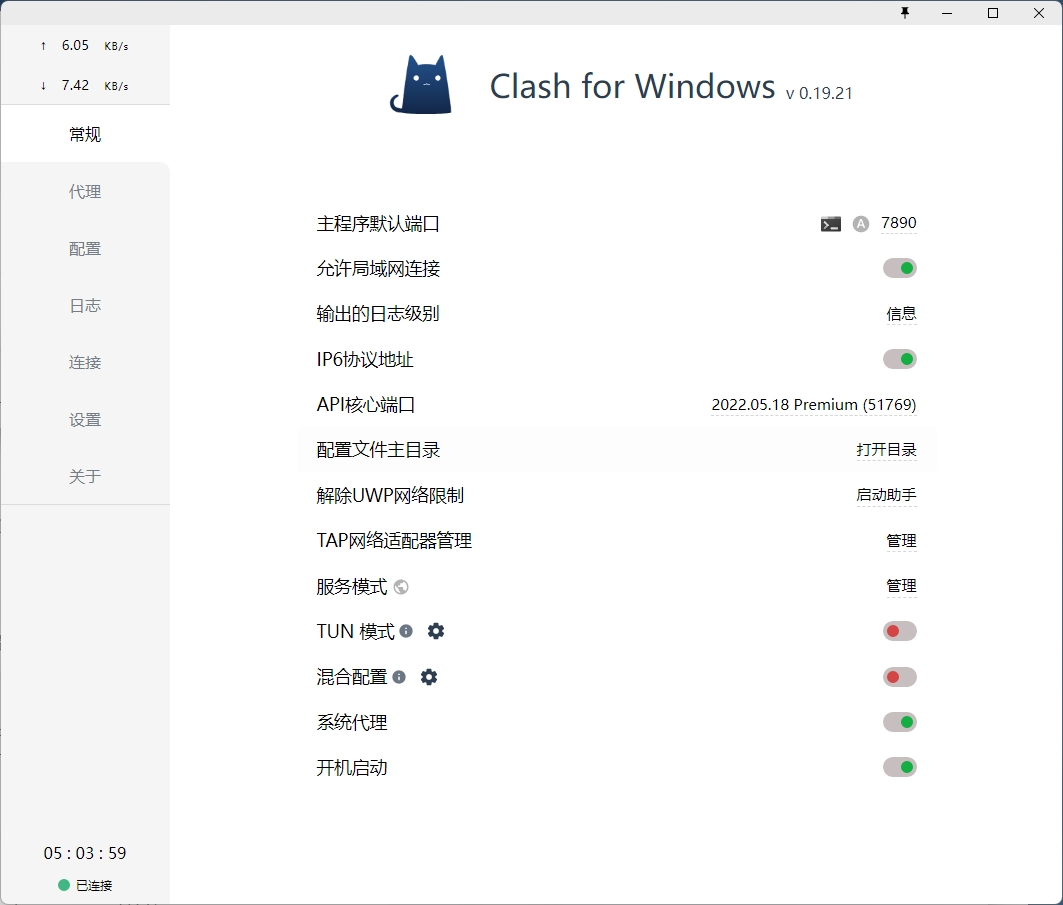 ↑ 6.05 KB/s
↓ 7.42 KB/s
常规
代理
配置
日志
连接
设置
关于
05 : 03 : 59
已连接
Clash for Windows v 0.19.21
主程序默认端口 A 7890
允许局域网连接
输出的日志级别 信息
IP6协议地址
API核心端口 2022.05.18 Premium (51769)
配置文件主目录 打开目录
解除UWP网络限制 启动助手
TAP网络适配器管理 管理
服务模式 管理
TUN 模式
混合配置
系统代理
开机启动